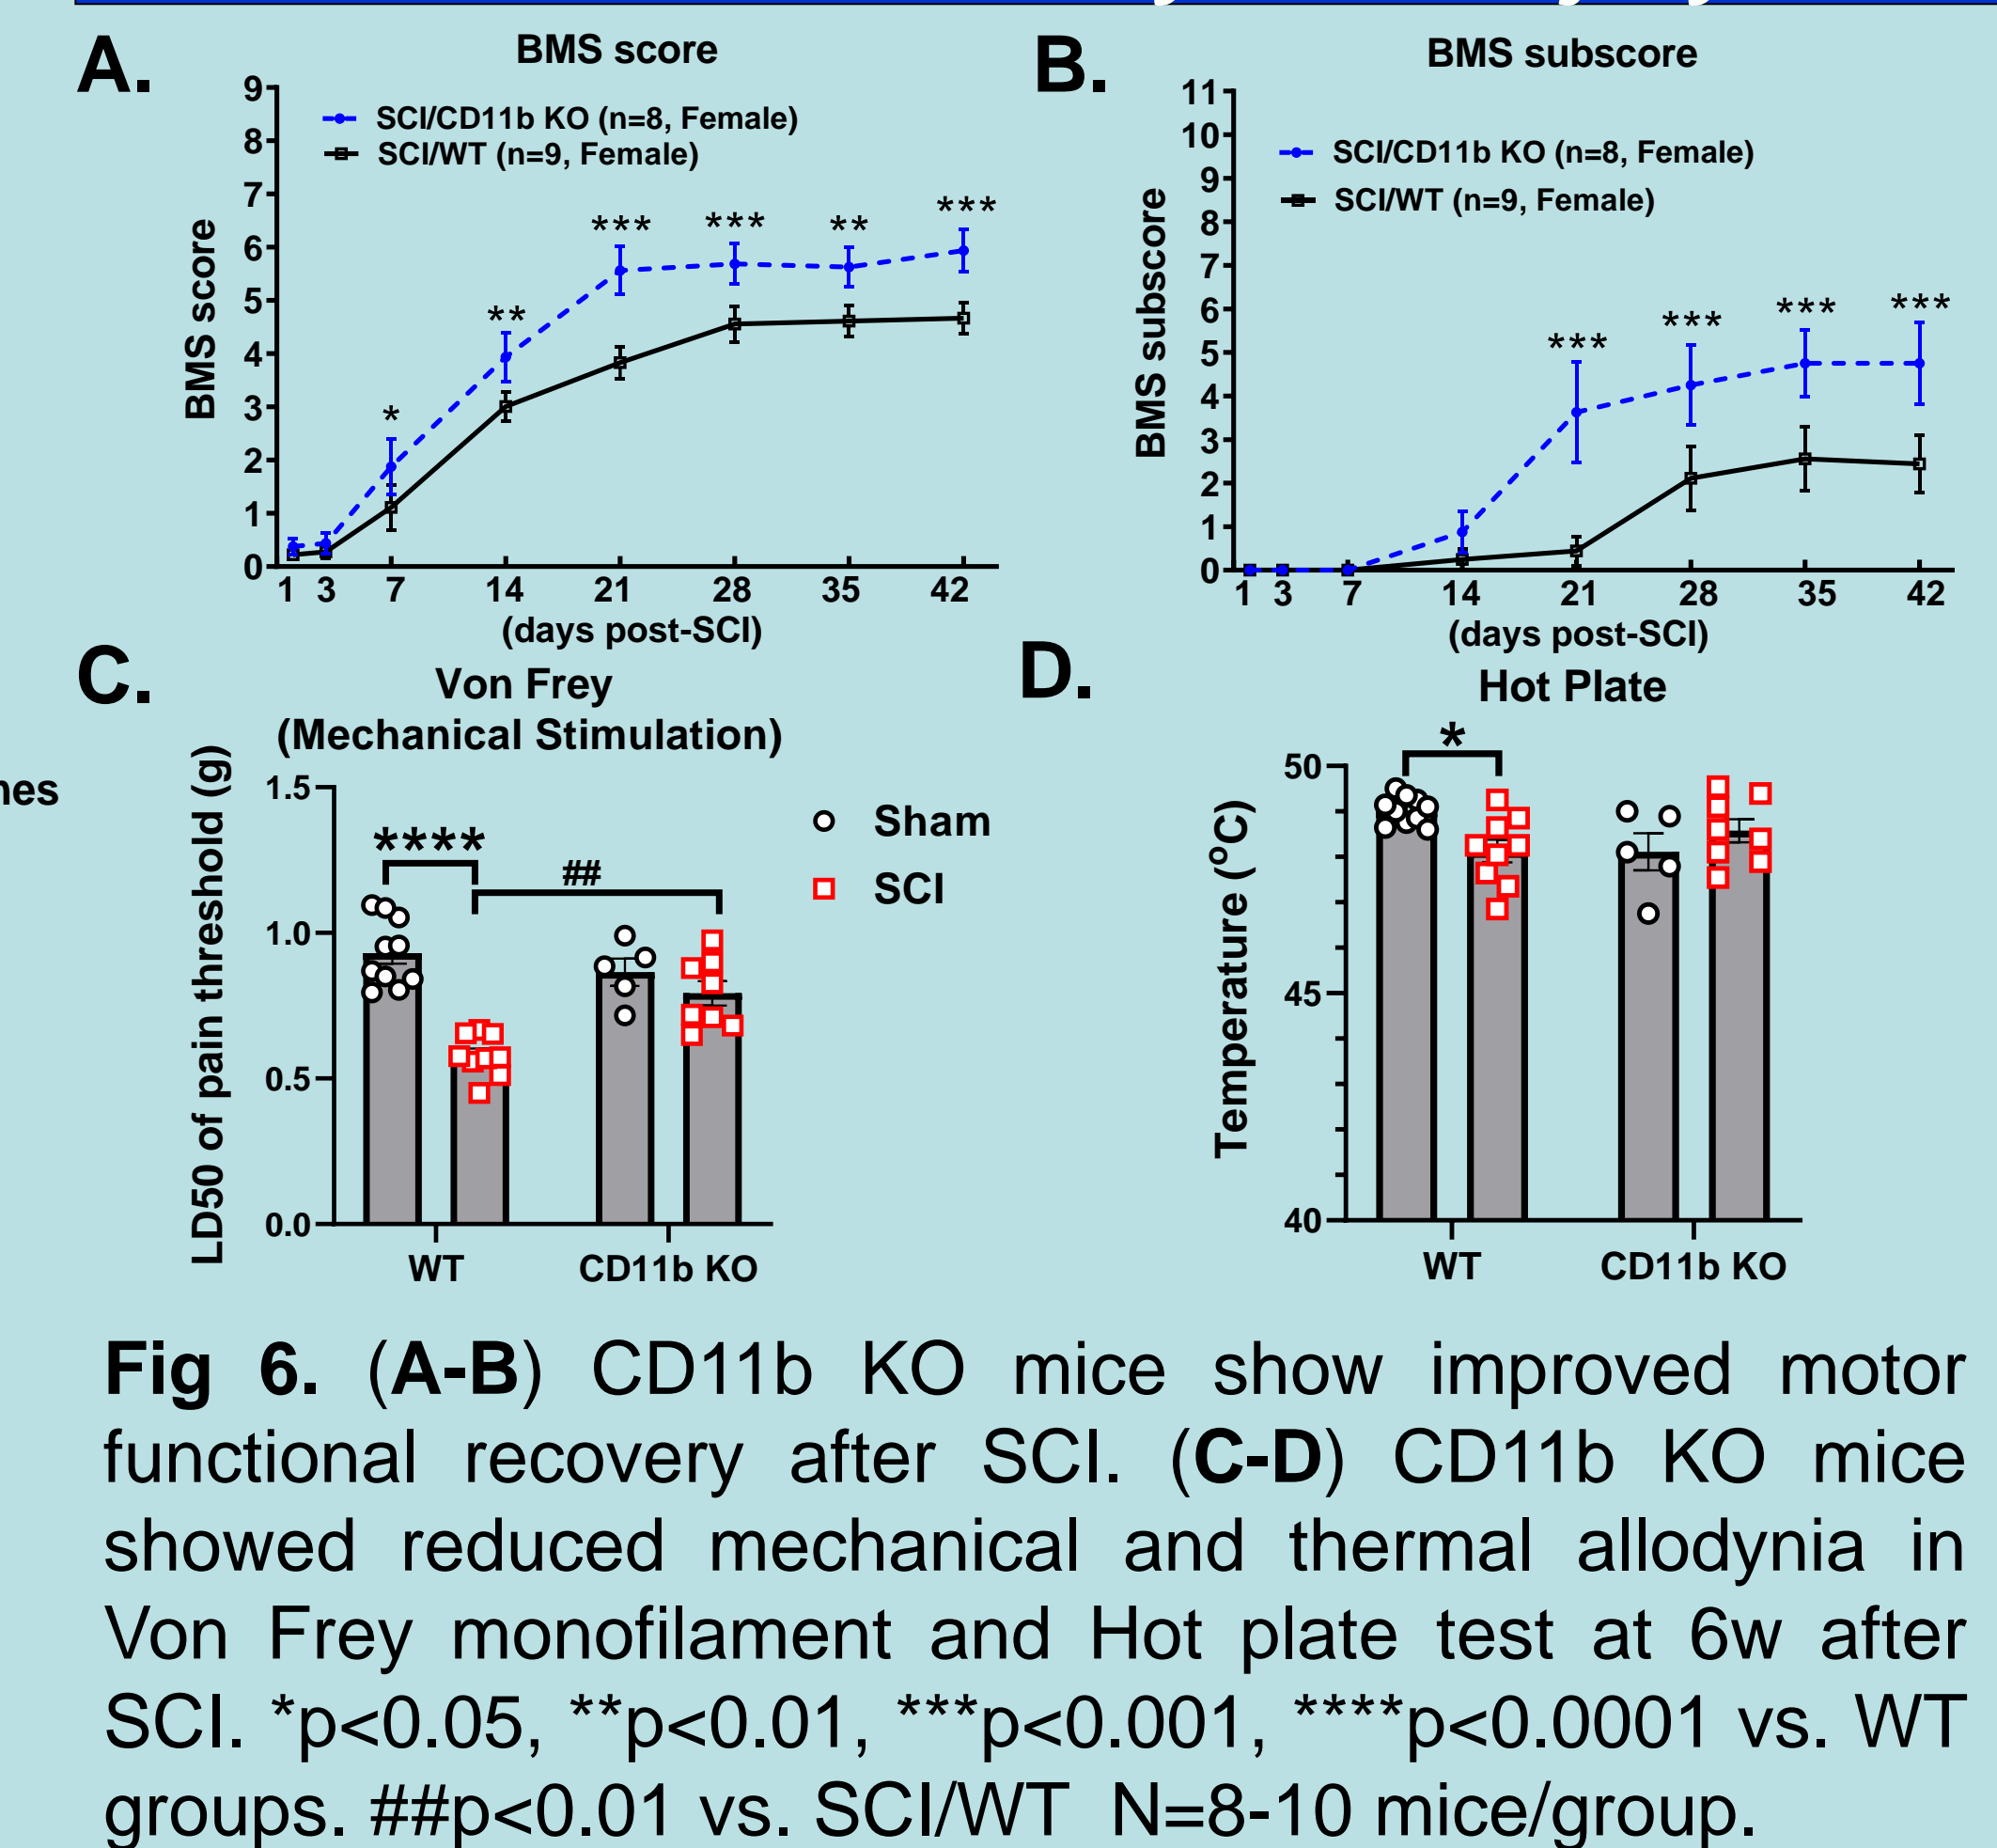 A.
BMS score
9
8
7
6
5
4
3
2
1
0
BMS score
SCI/CD11b KO (n=8, Female)
SCI/WT (n=9, Female)
*
**
***
***
**
***
1 3 7 14 21 28 35 42
(days post-SCI)
B.
BMS subscore
11
10
9
8
7
6
5
4
3
2
1
0
BMS subscore
SCI/CD11b KO (n=8, Female)
SCI/WT (n=9, Female)
***
***
***
***
1 3 7 14 21 28 35 42
(days post-SCI)
C.
Von Frey
(Mechanical Stimulation)
LD50 of pain threshold (g)
1.5
1.0
0.5
0.0
****
##
Sham
SCI
WT CD11b KO
D.
Hot Plate
*
Temperature (ºC)
50
45
40
WT CD11b KO
Fig 6. (A-B) CD11b KO mice show improved motor
functional recovery after SCI. (C-D) CD11b KO mice
showed reduced mechanical and thermal allodynia in
Von Frey monofilament and Hot plate test at 6w after
SCI. *p<0.05, **p<0.01, ***p<0.001, ****p<0.0001 vs. WT
groups. ##p<0.01 vs. SCI/WT N=8-10 mice/group.